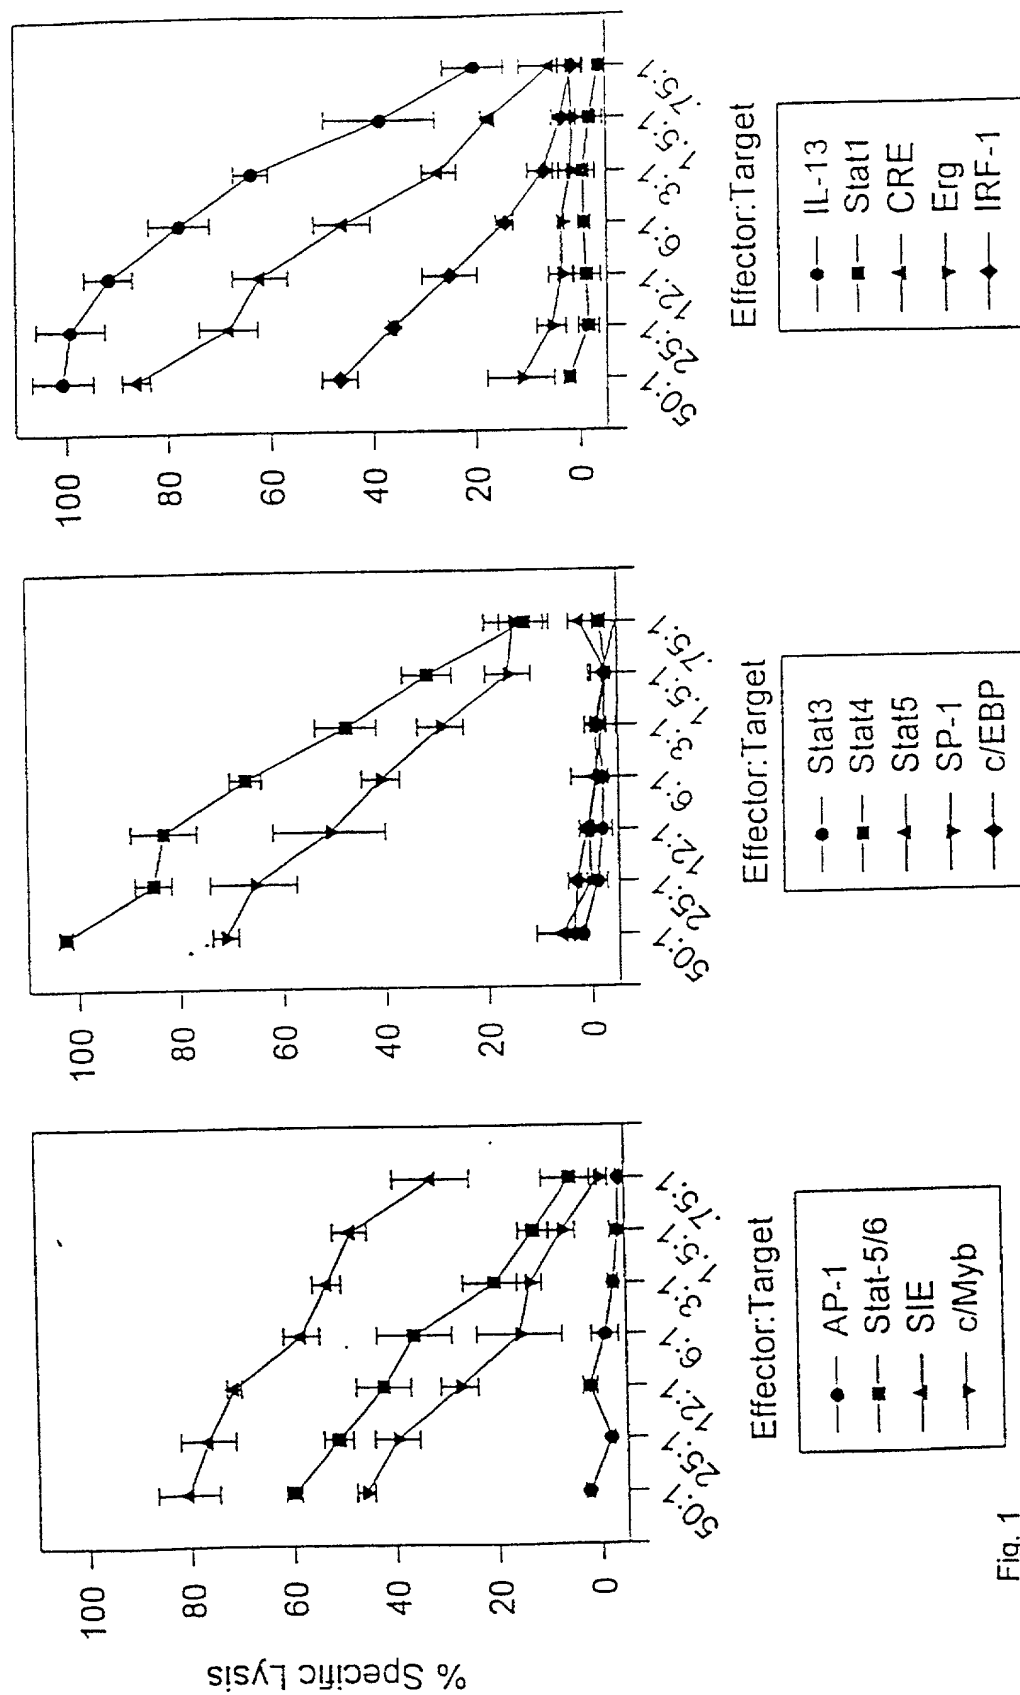 % Specific Lysis
100
80
60
40
20
0
50:1
25:1
12:1
6:1
3:1
1.5:1
.75:1
Effector:Target
AP-1
Stat-5/6
SIE
c/Myb
100
80
60
40
20
0
50:1
25:1
12:1
6:1
3:1
1.5:1
.75:1
Effector:Target
Stat3
Stat4
Stat5
SP-1
c/EBP
100
80
60
40
20
0
50:1
25:1
12:1
6:1
3:1
1.5:1
.75:1
Effector:Target
IL-13
Stat1
CRE
Erg
IRF-1
Fig. 1